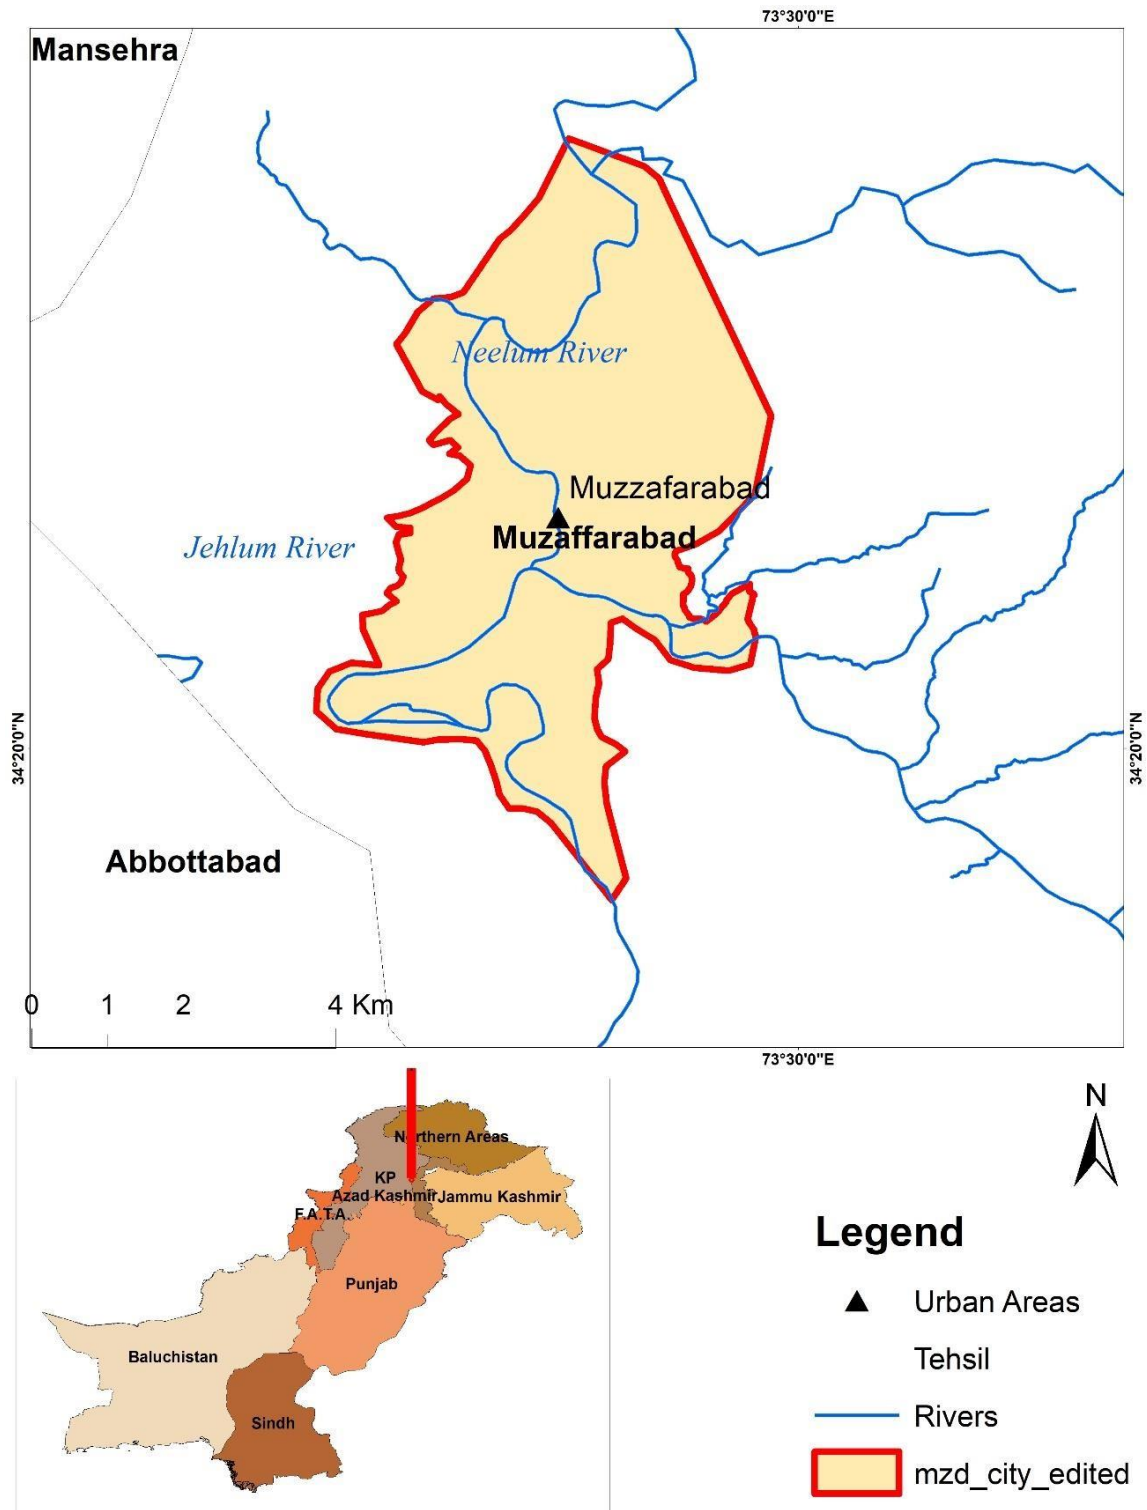 73°30'0"E
Mansehra
Neelum River
Muzzafarabad
Muzaffarabad
Jehlum River
34°20'0"N
34°20'0"N
Abbottabad
0 1 2 4 Km
73°30'0"E
N
Northern Areas
KP
Azad Kashmir
Jammu Kashmir
F.A.T.A.
Punjab
Baluchistan
Sindh
Legend
Urban Areas
Tehsil
Rivers
mzd_city_edited